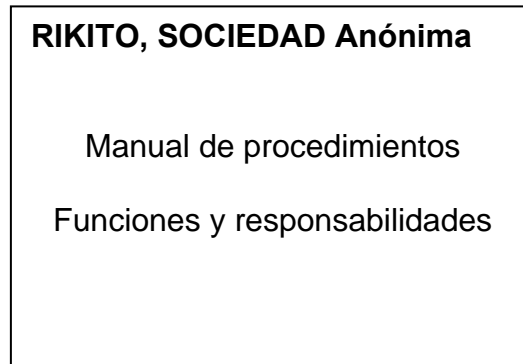 RIKITO, SOCIEDAD Anónima
Manual de procedimientos
Funciones y responsabilidades